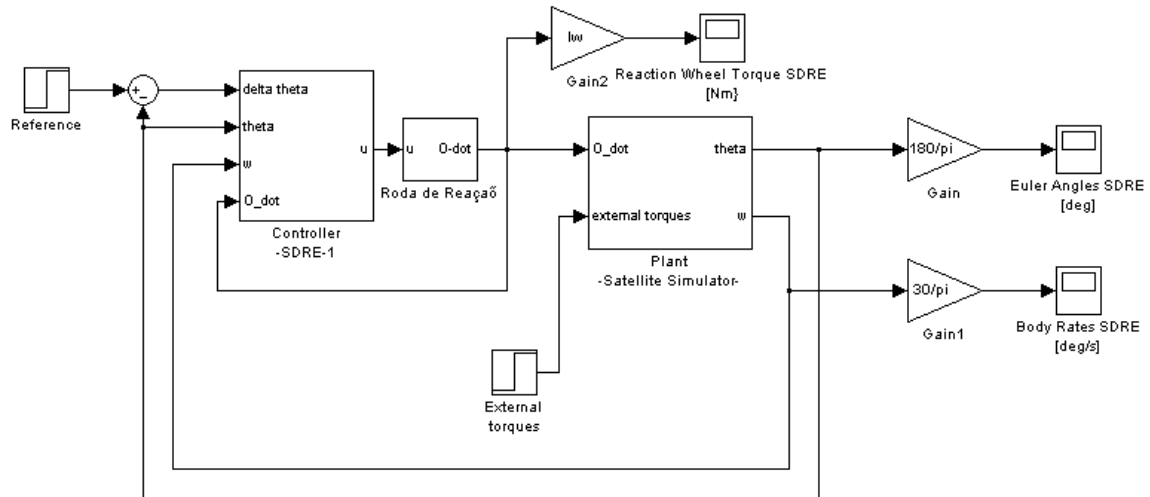 Iw
Gain2
Reaction Wheel Torque SDRE
[Nm}
+
-
Reference
delta theta
theta
w
O_dot
u
Controller
-SDRE-1
u
O-dot
Roda de Reaçaõ
O_dot
external torques
theta
w
Plant
-Satellite Simulator-
180/pi
Gain
Euler Angles SDRE
[deg]
30/pi
Gain1
Body Rates SDRE
[deg/s]
External
torques